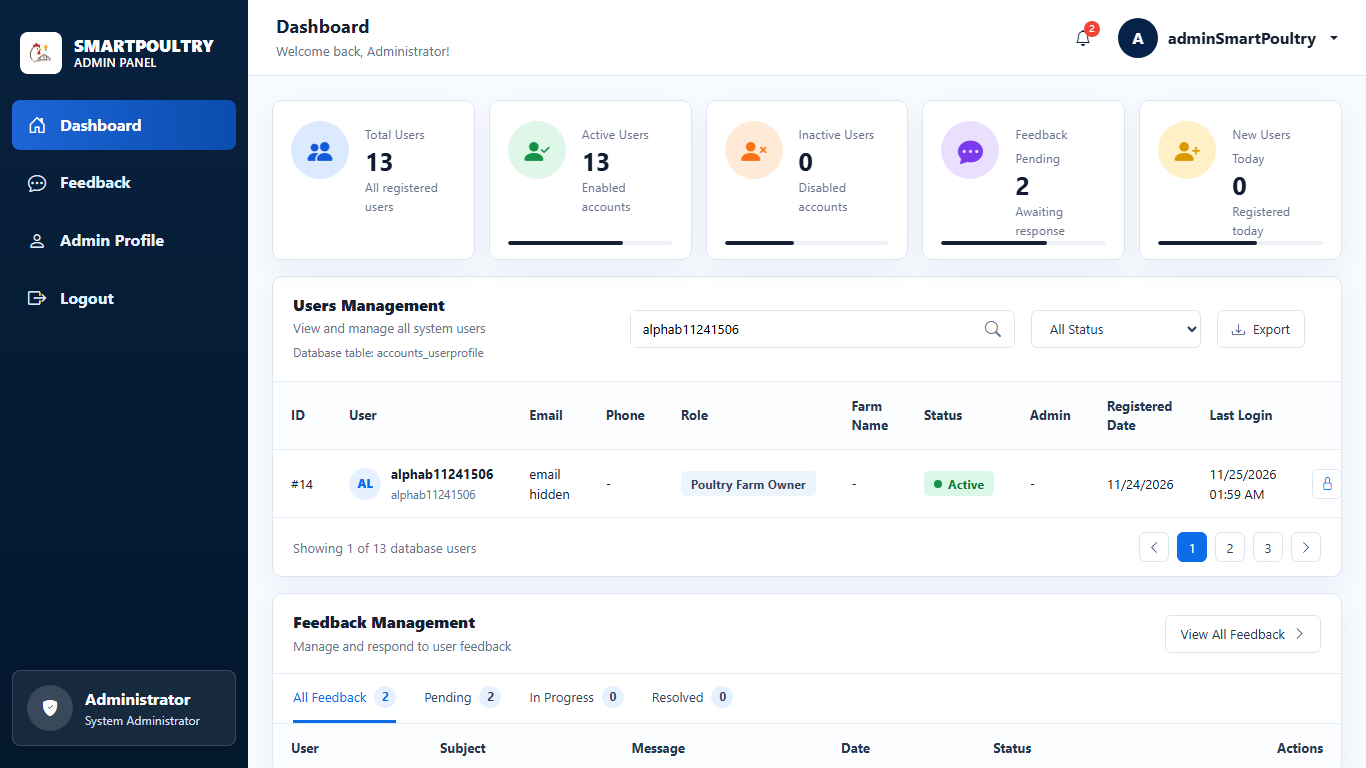 SMARTPOULTRY
ADMIN PANEL
Dashboard
Feedback
Admin Profile
Logout
Administrator
System Administrator
Dashboard
Welcome back, Administrator!
2
A
adminSmartPoultry
Total Users
13
All registered
users
Active Users
13
Enabled
accounts
Inactive Users
0
Disabled
accounts
Feedback
Pending
2
Awaiting
response
New Users
Today
0
Registered
today
Users Management
View and manage all system users
Database table: accounts_userprofile
alphab11241506
All Status
Export
ID User Email Phone Role Farm Name Status Admin Registered Date Last Login
#14 AL alphab11241506 alphab11241506 email hidden - Poultry Farm Owner - Active - 11/24/2026 11/25/2026 01:59 AM
Showing 1 of 13 database users
1 2 3
Feedback Management
Manage and respond to user feedback
View All Feedback
All Feedback 2 Pending 2 In Progress 0 Resolved 0
User Subject Message Date Status Actions